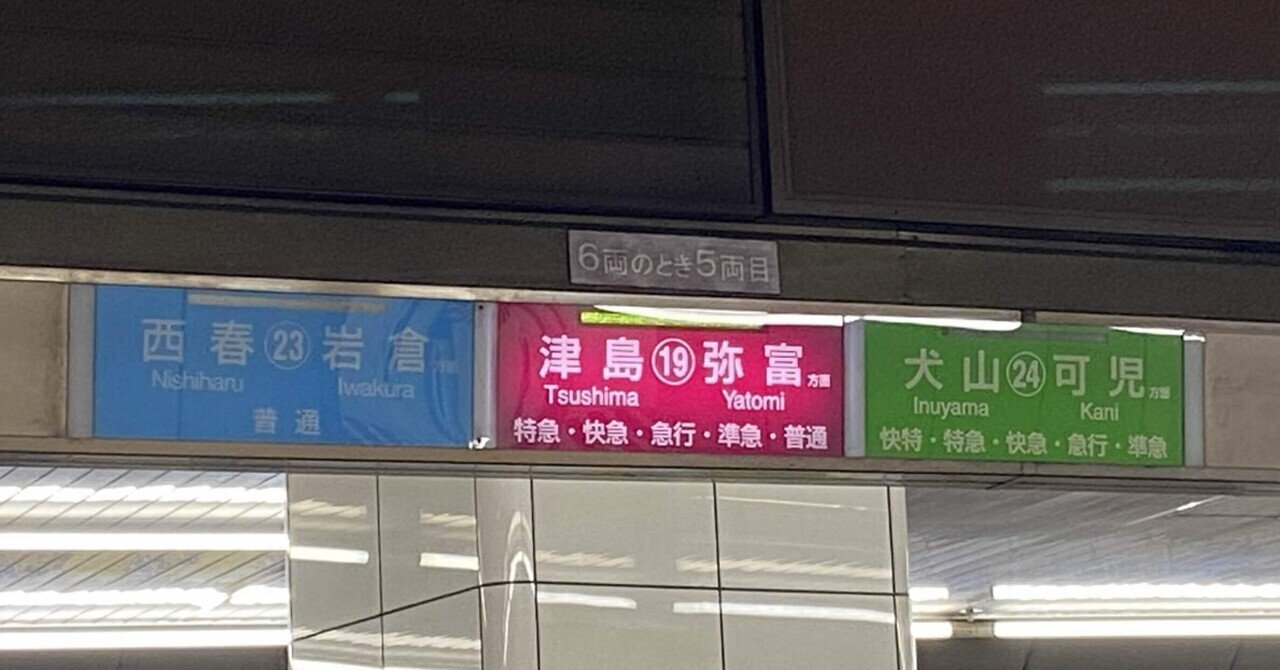 6両のとき5両目
西春㉓岩倉方面
Nishiharu Iwakura
普通
津島⑲弥富方面
Tsushima Yatomi
特急・快急・急行・準急・普通
犬山㉔可児方面
Inuyama Kani
快特・特急・快急・急行・準急